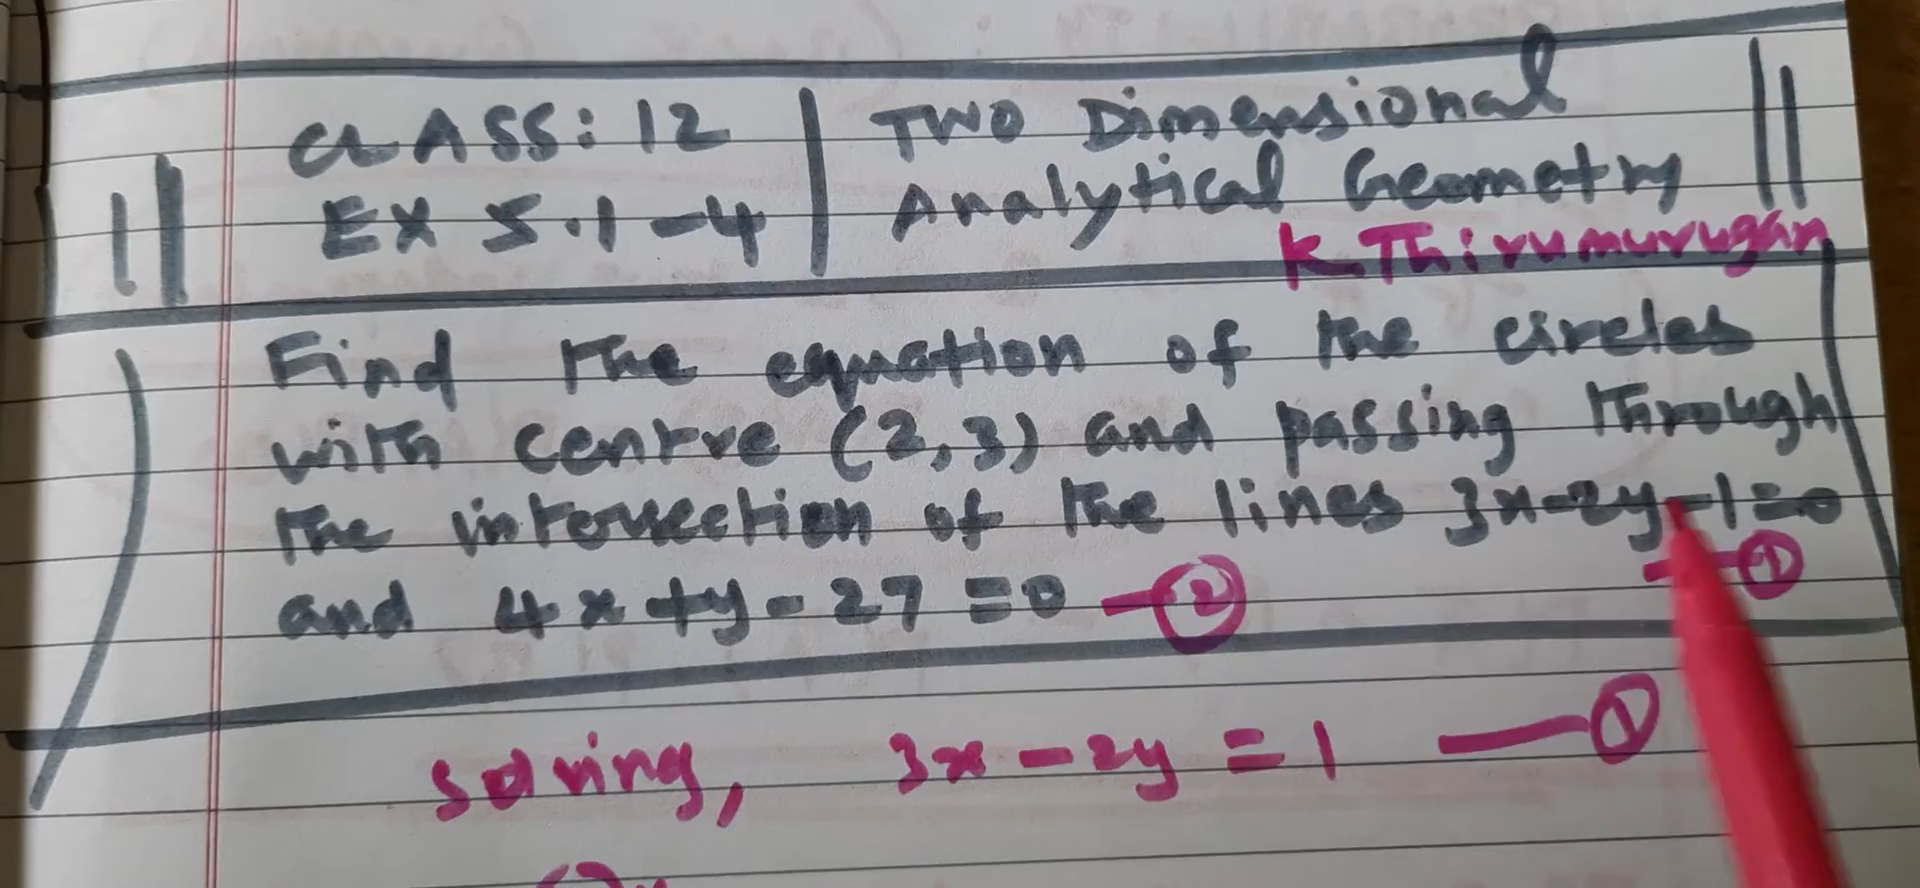 CLASS: 12
EX 5.1-4
TWO Dimensional
Analytical Geometry
K. Thirumurugan
Find the equation of the circles
with centre (2,3) and passing through
the intersection of the lines 3x-2y-1=0
—①
and 4x+y-27=0 —②
solving, 3x-2y=1 —①